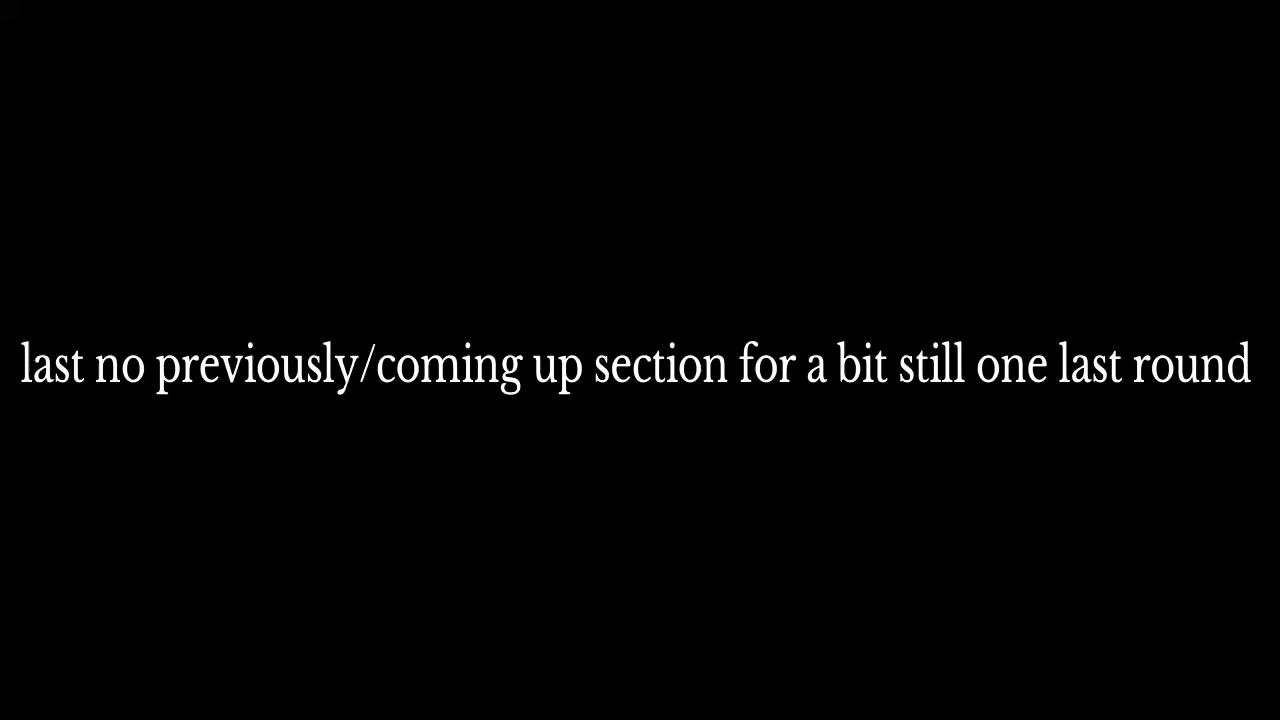 last no previously/coming up section for a bit still one last round